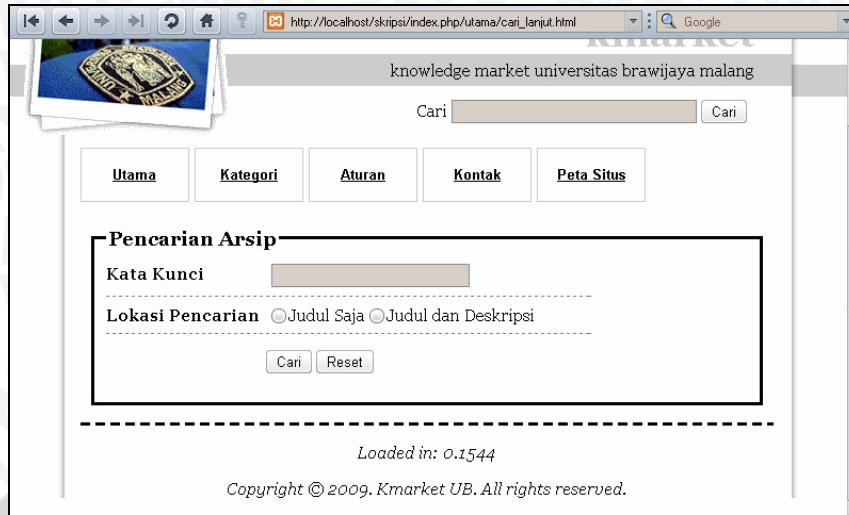 http://localhost/skripsi/index.php/utama/cari_lanjut.html Google
kmarket
knowledge market universitas brawijaya malang
Cari Cari
Utama Kategori Aturan Kontak Peta Situs
Pencarian Arsip
Kata Kunci
Lokasi Pencarian Judul Saja Judul dan Deskripsi
Cari Reset
Loaded in: 0.1544
Copyright © 2009. Kmarket UB. All rights reserved.